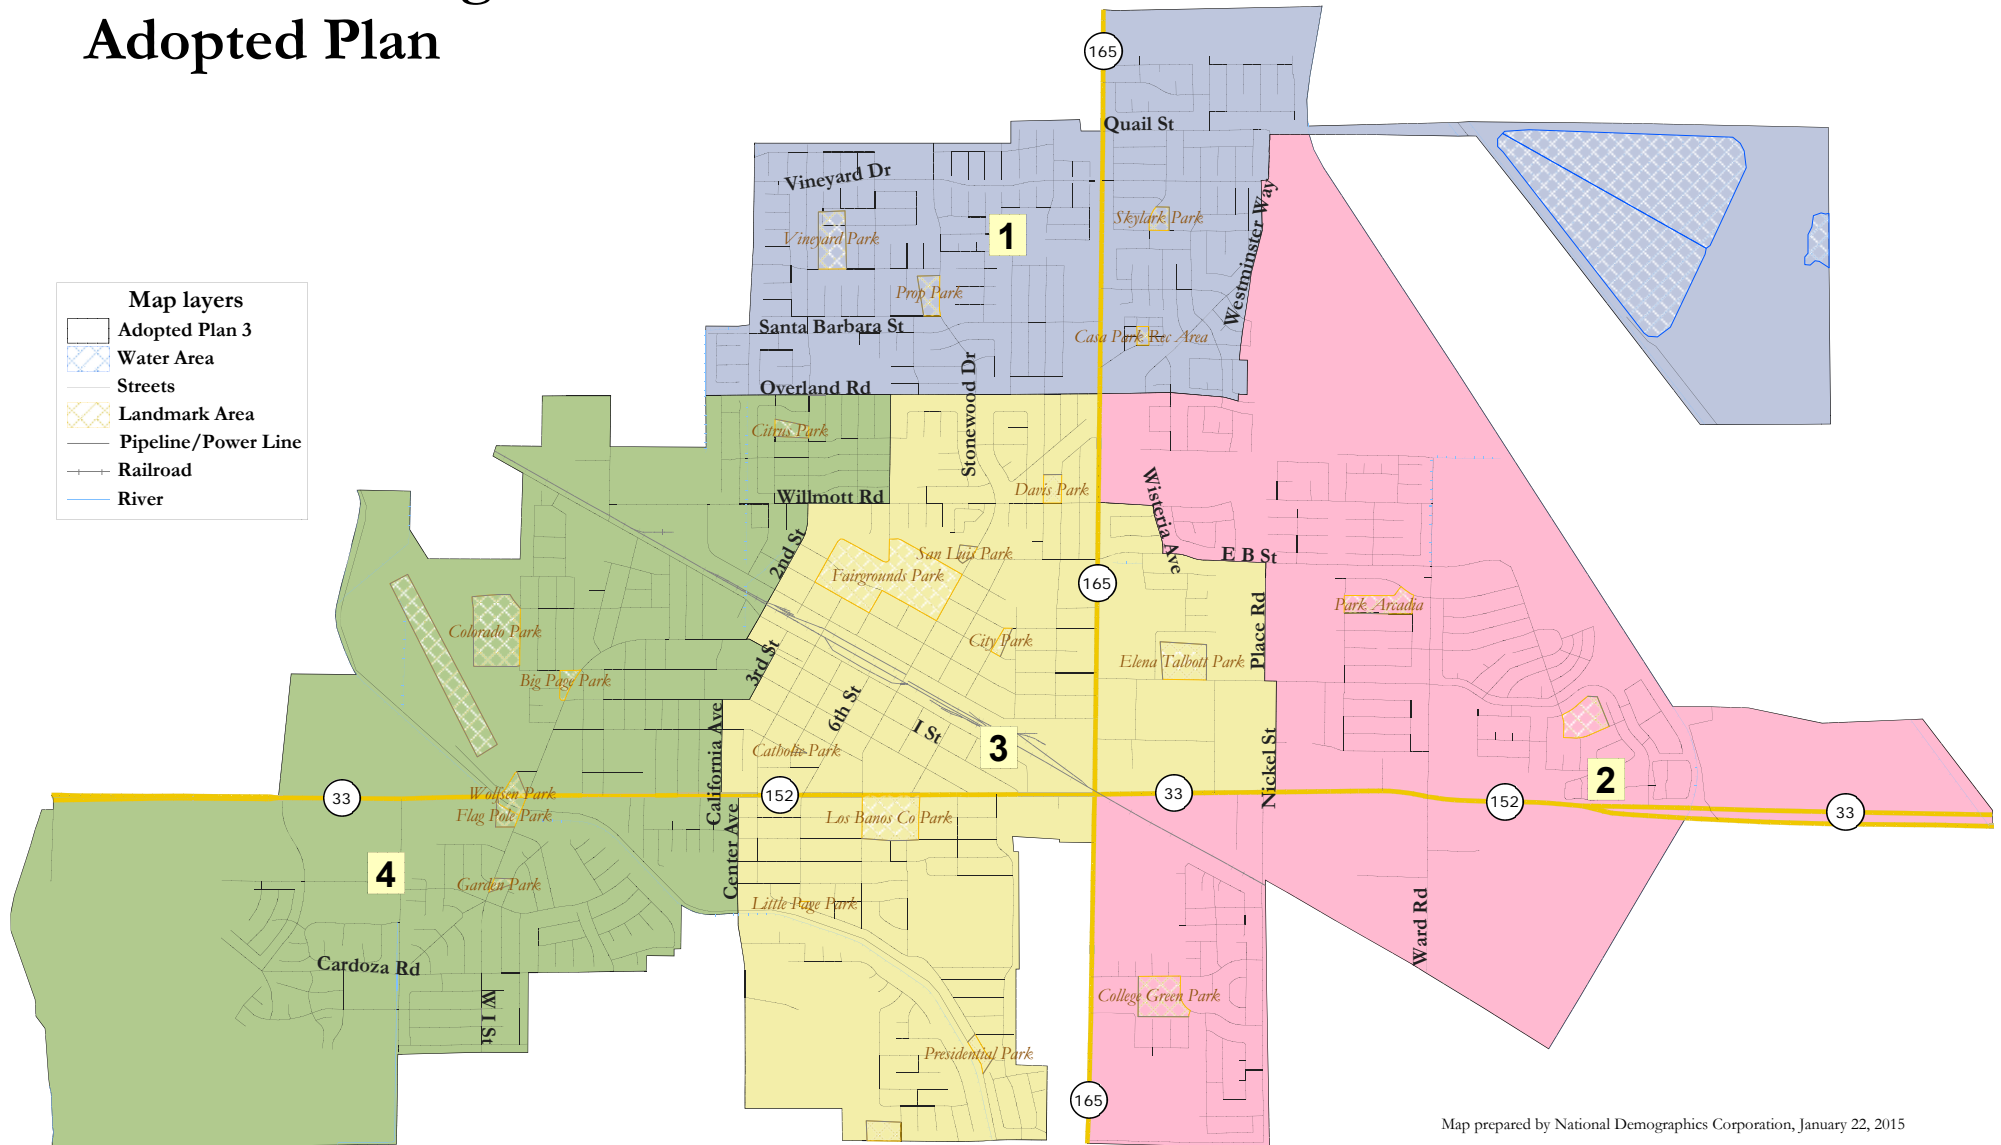 Adopted Plan
165
Quail St
Vineyard Dr
Westminster Way
Skylark Park
Vineyard Park
1
Prop Park
Map layers
Adopted Plan 3
Water Area
Streets
Landmark Area
Pipeline/Power Line
Railroad
River
Santa Barbara St
Casa Park Rec Area
Overland Rd
Stonewood Dr
Citrus Park
Willmott Rd
Davis Park
Wisteria Ave
2nd St
San Luis Park
E B St
Fairgrounds Park
165
Place Rd
Park Arcadia
Colorado Park
City Park
3rd St
Elena Talbott Park
Big Page Park
6th St
I St
California Ave
Catholic Park
3
Nickel St
2
Wolfsen Park
33
152
33
152
33
Flag Pole Park
Los Banos Co Park
Center Ave
4
Garden Park
Little Page Park
Ward Rd
Cardoza Rd
W I St
College Green Park
Presidential Park
165
Map prepared by National Demographics Corporation, January 22, 2015